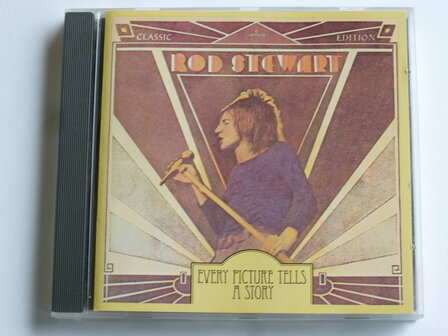 CLASSIC EDITION
ROD STEWART
EVERY PICTURE TELLS
A STORY